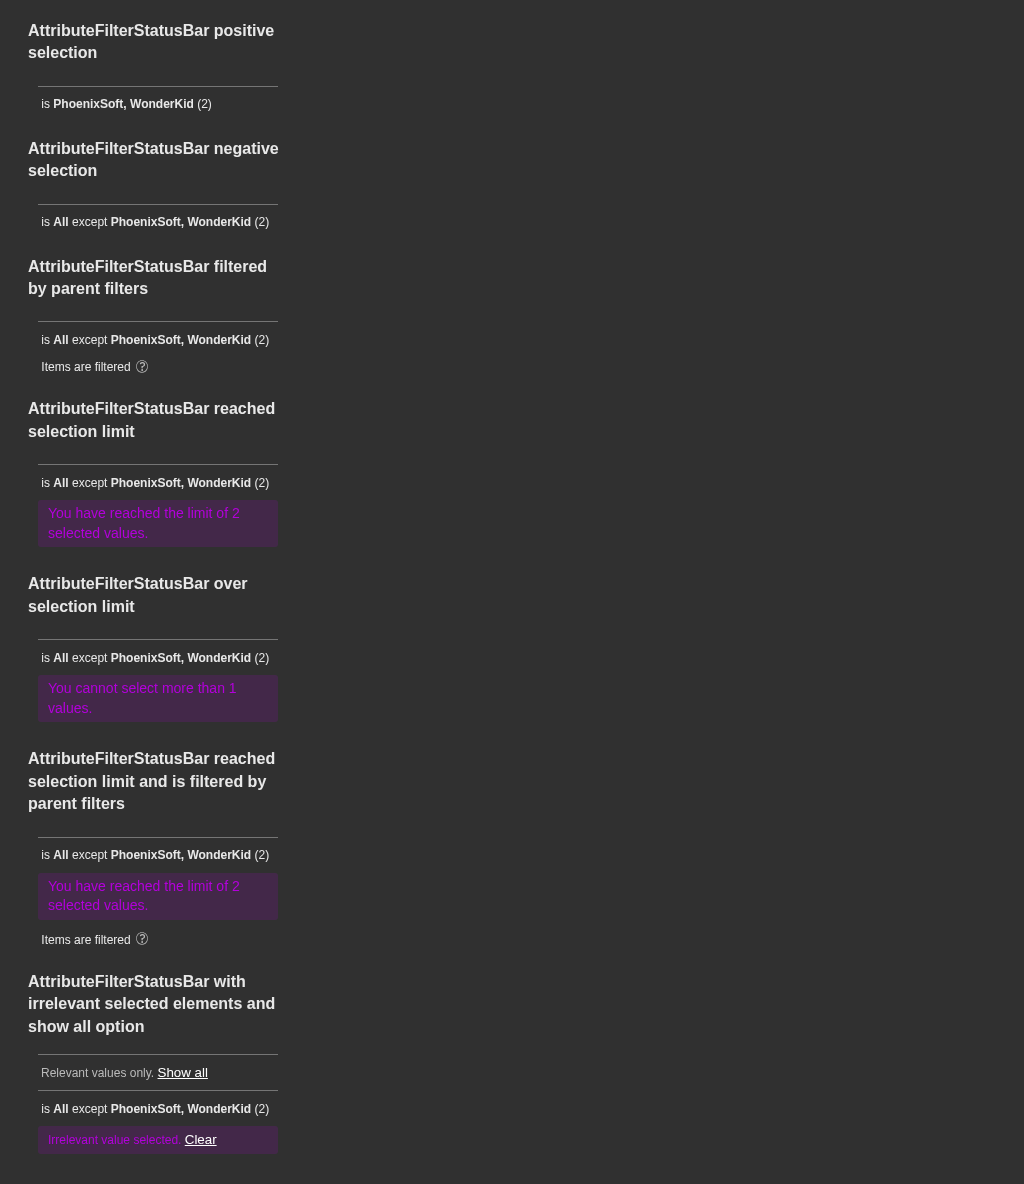 AttributeFilterStatusBar positive
selection
is PhoenixSoft, WonderKid (2)
AttributeFilterStatusBar negative
selection
is All except PhoenixSoft, WonderKid (2)
AttributeFilterStatusBar filtered
by parent filters
is All except PhoenixSoft, WonderKid (2)
Items are filtered
AttributeFilterStatusBar reached
selection limit
is All except PhoenixSoft, WonderKid (2)
You have reached the limit of 2
selected values.
AttributeFilterStatusBar over
selection limit
is All except PhoenixSoft, WonderKid (2)
You cannot select more than 1
values.
AttributeFilterStatusBar reached
selection limit and is filtered by
parent filters
is All except PhoenixSoft, WonderKid (2)
You have reached the limit of 2
selected values.
Items are filtered
AttributeFilterStatusBar with
irrelevant selected elements and
show all option
Relevant values only. Show all
is All except PhoenixSoft, WonderKid (2)
Irrelevant value selected. Clear